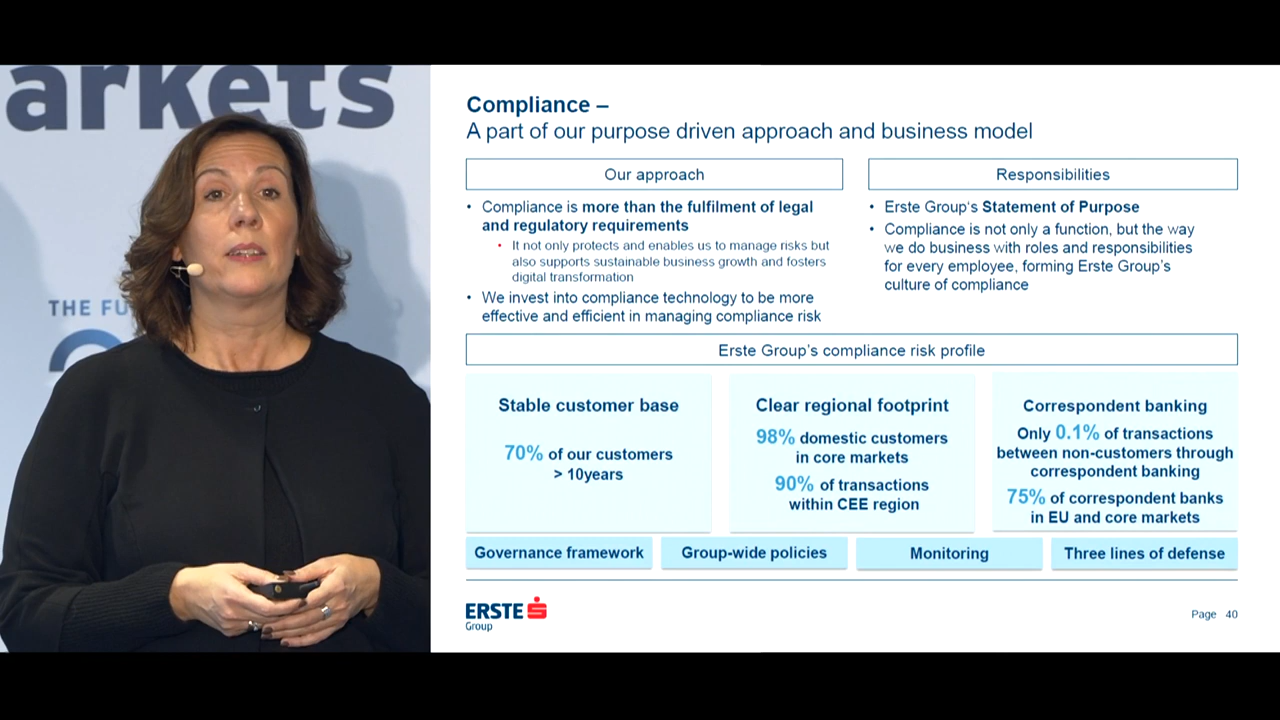 arkets
THE FU
Compliance –
A part of our purpose driven approach and business model
Our approach
• Compliance is more than the fulfilment of legal
and regulatory requirements
• It not only protects and enables us to manage risks but
also supports sustainable business growth and fosters
digital transformation
• We invest into compliance technology to be more
effective and efficient in managing compliance risk
Responsibilities
• Erste Group‘s Statement of Purpose
• Compliance is not only a function, but the way
we do business with roles and responsibilities
for every employee, forming Erste Group’s
culture of compliance
Erste Group’s compliance risk profile
Stable customer base
70% of our customers
> 10years
Clear regional footprint
98% domestic customers
in core markets
90% of transactions
within CEE region
Correspondent banking
Only 0.1% of transactions
between non-customers through
correspondent banking
75% of correspondent banks
in EU and core markets
Governance framework
Group-wide policies
Monitoring
Three lines of defense
ERSTE
Group
Page 40